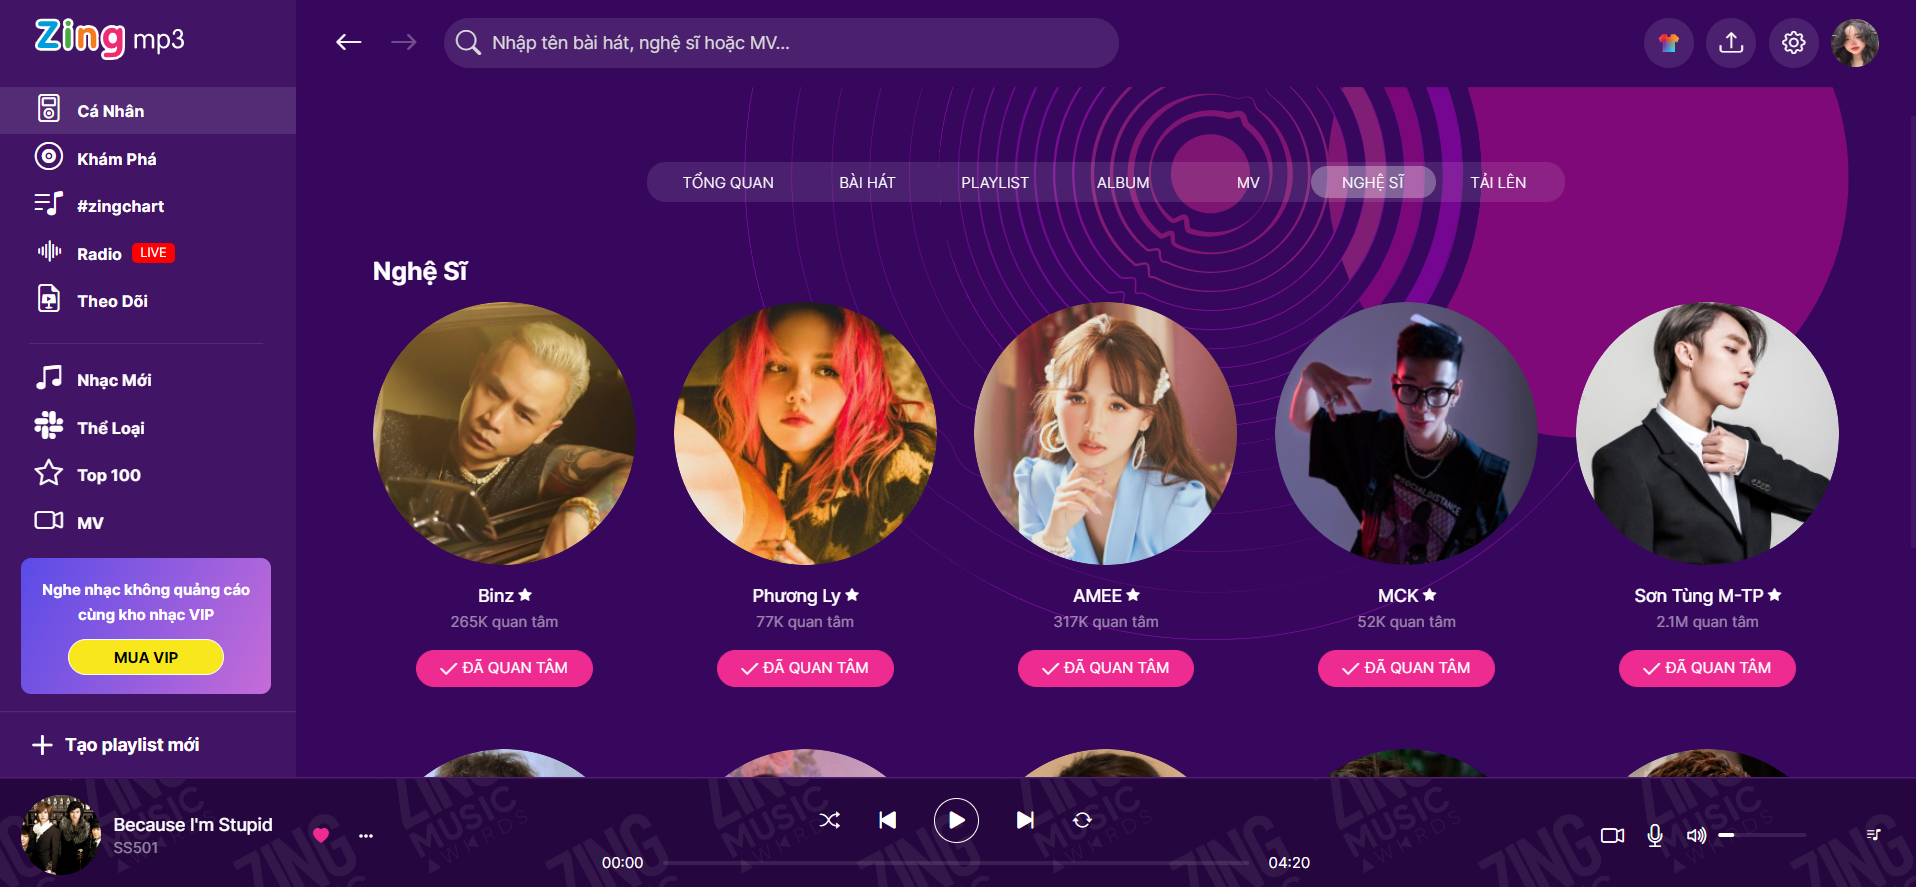 Zing mp3
Nhập tên bài hát, nghệ sĩ hoặc MV...
Cá Nhân
Khám Phá
#zingchart
Radio LIVE
Theo Dõi
Nhạc Mới
Thể Loại
Top 100
MV
Nghe nhạc không quảng cáo
cùng kho nhạc VIP
MUA VIP
Tạo playlist mới
TỔNG QUAN BÀI HÁT PLAYLIST ALBUM MV NGHỆ SĨ TẢI LÊN
Nghệ Sĩ
#SOCIALDISTANCE
Binz Phương Ly AMEE MCK Sơn Tùng M-TP
265K quan tâm 77K quan tâm 317K quan tâm 52K quan tâm 2.1M quan tâm
ĐÃ QUAN TÂM ĐÃ QUAN TÂM ĐÃ QUAN TÂM ĐÃ QUAN TÂM ĐÃ QUAN TÂM
Because I'm Stupid
SS501
00:00 04:20
ZING
MUSIC
AWARDS